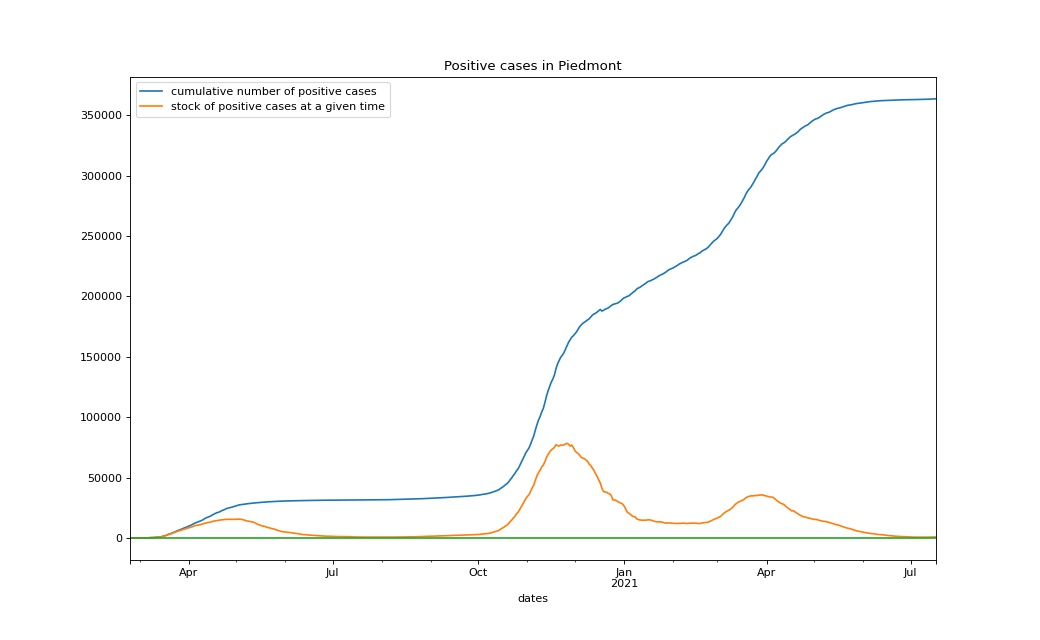 Positive cases in Piedmont
cumulative number of positive cases
stock of positive cases at a given time
350000
300000
250000
200000
150000
100000
50000
0
Apr Jul Oct Jan Apr Jul
2021
dates